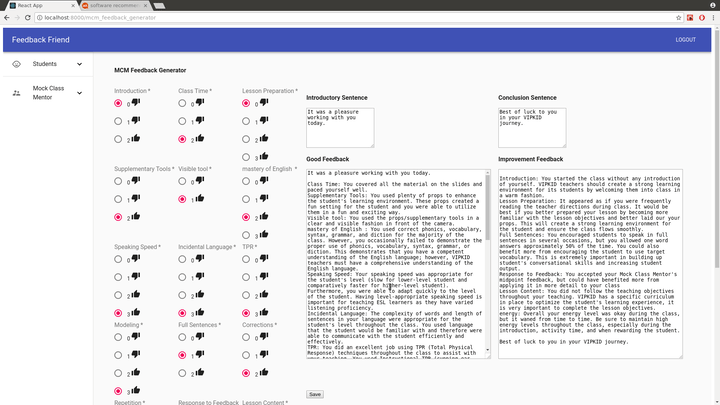 React App
software recommen
localhost:8000/mcm_feedback_generator
Feedback Friend
LOGOUT
Students
Mock Class
Mentor
MCM Feedback Generator
Introduction *
Class Time *
Lesson Preparation *
0
0
0
1
1
1
2
2
2
3
Supplementary Tools *
Visible tool *
mastery of English *
0
0
0
1
1
1
2
2
3
Speaking Speed *
Incidental Language *
TPR *
0
0
0
1
1
1
2
2
2
3
3
3
Modeling *
Full Sentences *
Corrections *
0
0
0
1
1
1
2
2
2
3
Repetition *
Response to Feedback
Lesson Content *
Introductory Sentence
It was a pleasure
working with you
today.
Conclusion Sentence
Best of luck to you
in your VIPKID
journey.
Good Feedback
It was a pleasure working with you today.
Class Time: You covered all the material on the slides and
paced yourself well.
Supplementary Tools: You used plenty of props to enhance
the student's learning environment. These props created a
fun setting for the student and you were able to utilize
them in a fun and exciting way.
Visible tool: You used the props/supplementary tools in a
clear and visible fashion in front of the camera.
mastery of English : You used correct phonics, vocabulary,
syntax, grammar, and diction for the majority of the
class. However, you occasionally failed to demonstrate the
proper use of phonics, vocabulary, syntax, grammar, or
diction. This demonstrates that you have a comprehensive
understanding of the English language; however, VIPKID
teachers must have a comprehensive understanding of the
English language.
Speaking Speed: Your speaking speed was appropriate for
the student's level (slow for lower-level student and
comparatively faster for higher-level student).
Furthermore, you were able to adapt quickly to the level
of the student. Having level-appropriate speaking speed is
important for teaching ESL learners as they have varied
listening proficiency.
Incidental Language: The complexity of words and length of
sentences in your language were appropriate for the
student's level throughout the class. You used language
that the student would be familiar with and therefore were
able to communicate with the student efficiently and
effectively.
TPR: You did an excellent job using TPR (Total Physical
Response) techniques throughout the class to assist with
Improvement Feedback
Introduction: You started the class without any introduction
of yourself. VIPKID teachers should create a strong learning
environment for its students by welcoming them into class in
a warm fashion.
Lesson Preparation: It appeared as if you were frequently
reading the teacher directions during class. It would be
best if you better prepared your lesson by becoming more
familiar with the lesson objectives and better laid out your
props. This will create a strong learning environment for
the student and ensure the class flows smoothly.
Full Sentences: You encouraged students to speak in full
sentences in several occasions, but you allowed one word
answers approximately 50% of the time. You could also
benefit more from encouraging the student to use target
vocabulary. This is extremely important in building up
student's conversational skills and increasing student
output.
Response to Feedback: You accepted your Mock Class Mentor's
midpoint feedback, but could have benefited more from
applying it in more detail to your class
Lesson Content: You did not follow the teaching objectives
throughout your teaching. VIPKID has a specific curriculum
in place to optimize the student's learning experience, it
is important for teachers to follow this.
energy: Overall your energy level was okay during the class,
but it waned from time to time. Be sure to maintain high
energy levels throughout the class, especially during the
introduction, activity time, and when rewarding the student.
Best of luck to you in your VIPKID journey.
Save